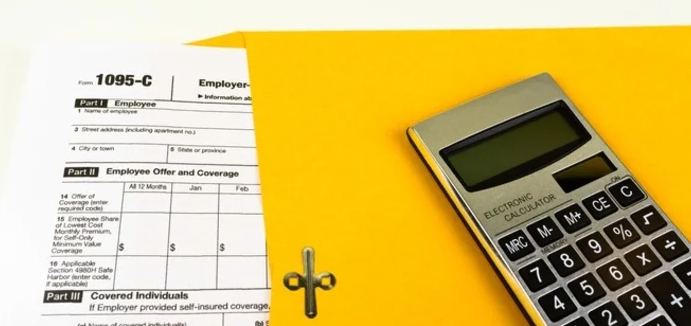 Form 1095-C
Employer-
▶ Information ab
Part I Employee
1 Name of employee
3 Street address (including apartment no.)
4 City or town
5 State or province
Part II Employee Offer and Coverage
All 12 Months Jan Feb
14 Offer of
Coverage (enter
required code)
15 Employee Share
of Lowest Cost
Monthly Premium,
for Self-Only
Minimum Value
Coverage
$ $ $
16 Applicable
Section 4980H Safe
Harbor (enter code,
if applicable)
Part III Covered Individuals
If Employer provided self-insured coverage,
(a) Name of covered individual(s)
(b) S
ELECTRONIC
CALCULATOR
ON
MRC M- M+ CE C
MEMORY
7 8 9 % √
4 5 6 × ÷
1 2 3